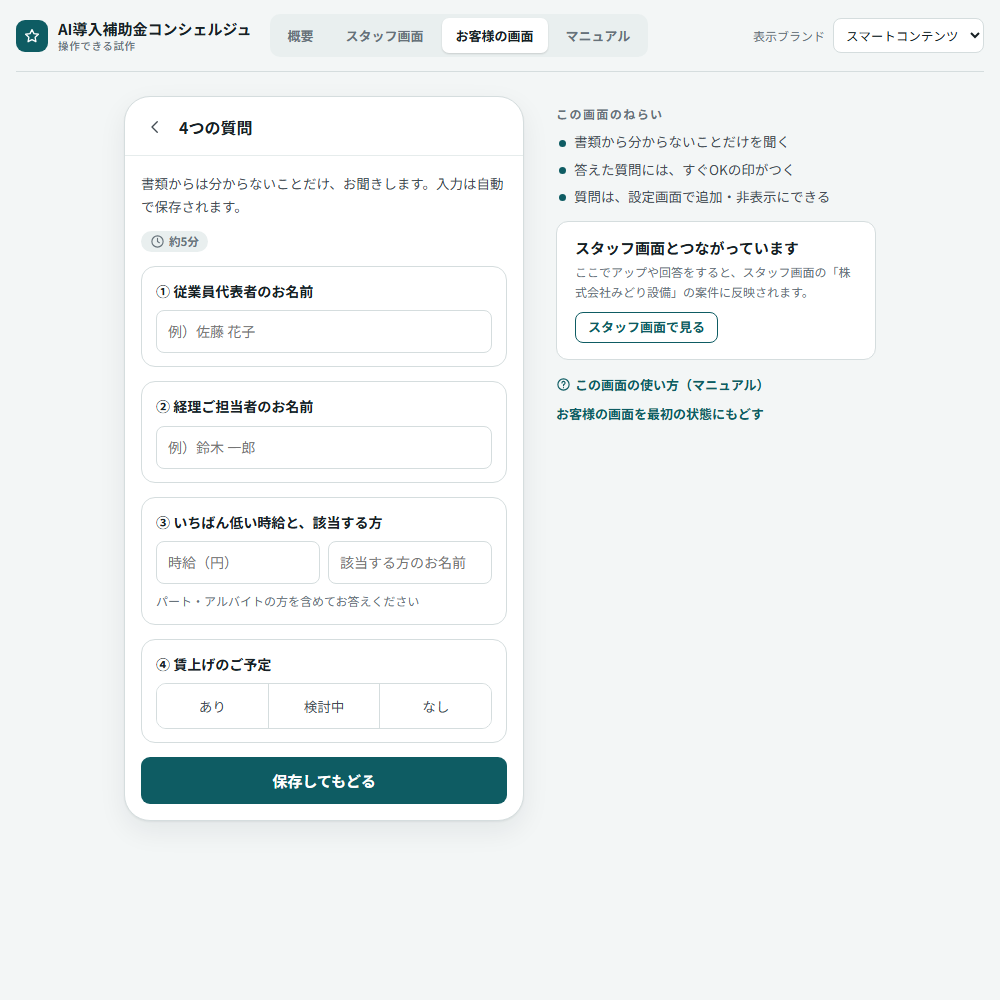 AI導入補助金コンシェルジュ
操作できる試作
概要
スタッフ画面
お客様の画面
マニュアル
表示ブランド
スマートコンテンツ
4つの質問
書類からは分からないことだけ、お聞きします。入力は自動
で保存されます。
約5分
① 従業員代表者のお名前
例）佐藤 花子
② 経理ご担当者のお名前
例）鈴木 一郎
③ いちばん低い時給と、該当する方
時給（円）
該当する方のお名前
パート・アルバイトの方を含めてお答えください
④ 賃上げのご予定
あり
検討中
なし
保存してもどる
この画面のねらい
書類から分からないことだけを聞く
答えた質問には、すぐOKの印がつく
質問は、設定画面で追加・非表示にできる
スタッフ画面とつながっています
ここでアップや回答をすると、スタッフ画面の「株
式会社みどり設備」の案件に反映されます。
スタッフ画面で見る
この画面の使い方（マニュアル）
お客様の画面を最初の状態にもどす